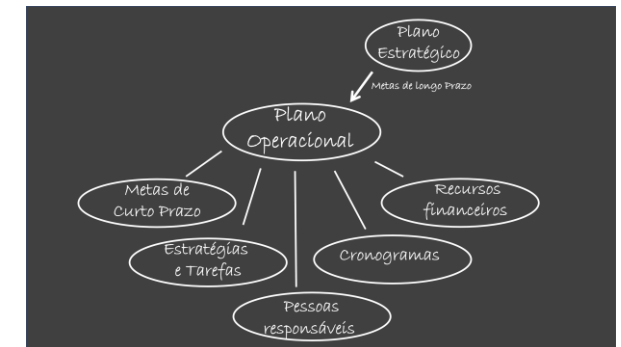 Plano
Estratégico
Metas de longo Prazo
Plano
Operacional
Metas de
Curto Prazo
Recursos
financeiros
Estratégias
e Tarefas
Cronogramas
Pessoas
responsáveis